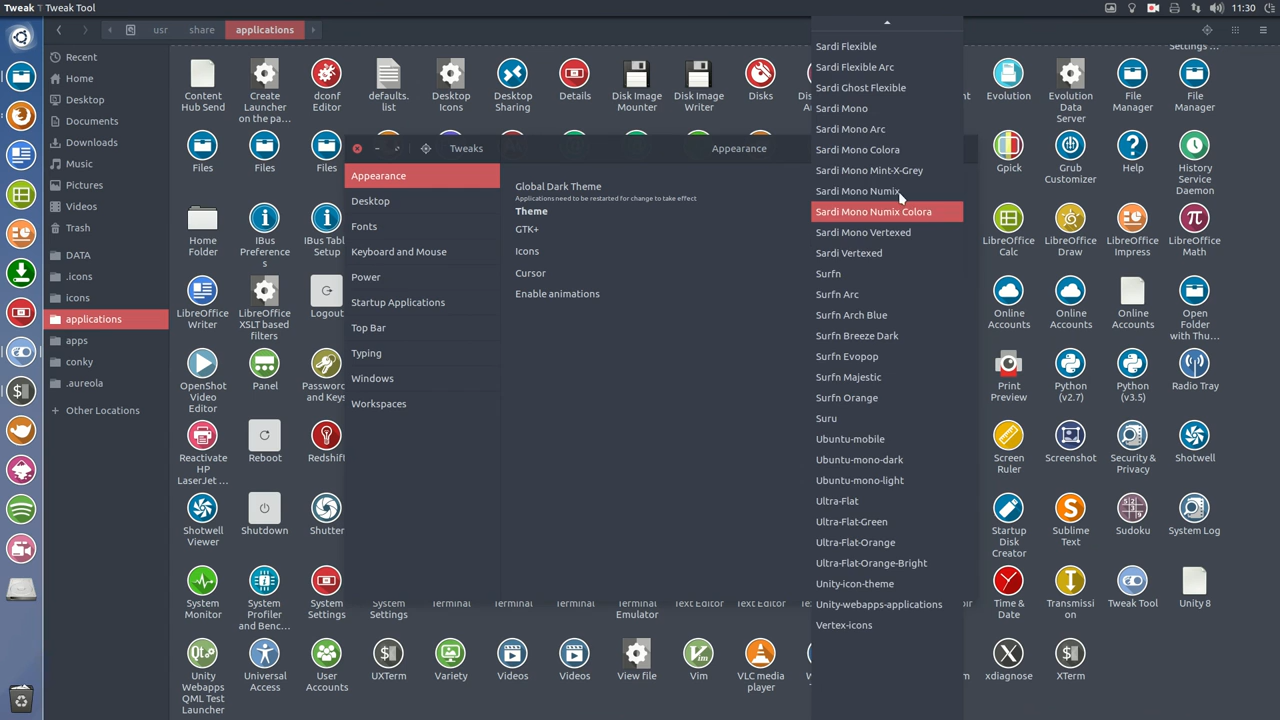 Tweak Tool
Tweak Tool
11:30
usr
share
applications
Recent
Home
Desktop
Documents
Downloads
Music
Pictures
Videos
Trash
DATA
.icons
icons
applications
apps
conky
.aureola
Other Locations
Content
Hub Send
Create
Launcher
on the pa...
dconf
Editor
defaults.
list
Desktop
Icons
Desktop
Sharing
Details
Disk Image
Mounter
Disk Image
Writer
Disks
Evolution
Evolution
Data
Server
Settings ...
File
Manager
File
Manager
Files
Files
Files
Gpick
Grub
Customizer
Help
History
Service
Daemon
Home
Folder
IBus
Preference
s
IBus Table
Setup
LibreOffice
Calc
LibreOffice
Draw
LibreOffice
Impress
LibreOffice
Math
LibreOffice
Writer
LibreOffice
XSLT based
filters
Logout
Online
Accounts
Online
Accounts
Online
Accounts
Open
Folder
with Thu...
OpenShot
Video
Editor
Panel
Password
and Keys
Print
Preview
Python
(v2.7)
Python
(v3.5)
Radio Tray
Reactivate
HP
LaserJet ...
Reboot
Redshift
Screen
Ruler
Screenshot
Security &
Privacy
Shotwell
Shotwell
Viewer
Shutdown
Shutter
Startup
Disk
Creator
Sublime
Text
Sudoku
System Log
System
Monitor
System
Profiler
and Benc...
System
Settings
System
Settings
Terminal
Terminal
Emulator
Terminal
Text Editor
Text Editor
Time &
Date
Transmissi
on
Tweak Tool
Unity 8
Unity
Webapps
QML Test
Launcher
Universal
Access
User
Accounts
UXTerm
Variety
Videos
Videos
View file
Vim
VLC media
player
xdiagnose
XTerm
Tweaks
Appearance
Appearance
Desktop
Fonts
Keyboard and Mouse
Power
Startup Applications
Top Bar
Typing
Windows
Workspaces
Global Dark Theme
Applications need to be restarted for change to take effect
Theme
GTK+
Icons
Cursor
Enable animations
Sardi Flexible
Sardi Flexible Arc
Sardi Ghost Flexible
Sardi Mono
Sardi Mono Arc
Sardi Mono Colora
Sardi Mono Mint-X-Grey
Sardi Mono Numix
Sardi Mono Numix Colora
Sardi Mono Vertexed
Sardi Vertexed
Surfn
Surfn Arc
Surfn Arch Blue
Surfn Breeze Dark
Surfn Evopop
Surfn Majestic
Surfn Orange
Suru
Ubuntu-mobile
Ubuntu-mono-dark
Ubuntu-mono-light
Ultra-Flat
Ultra-Flat-Green
Ultra-Flat-Orange
Ultra-Flat-Orange-Bright
Unity-icon-theme
Unity-webapps-applications
Vertex-icons